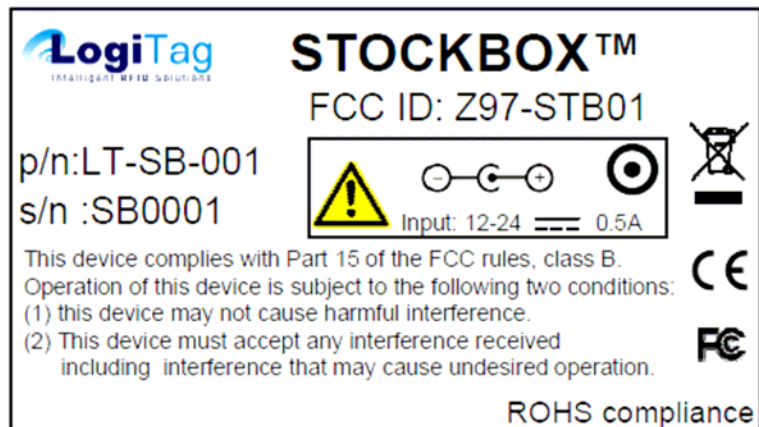 LogiTag
Intelligent RFID Solutions
STOCKBOX™
FCC ID: Z97-STB01
p/n:LT-SB-001
s/n :SB0001
Input: 12-24 ⎓ 0.5A
This device complies with Part 15 of the FCC rules, class B.
Operation of this device is subject to the following two conditions:
(1) this device may not cause harmful interference.
(2) This device must accept any interference received
including interference that may cause undesired operation.
CE
FC
ROHS compliance